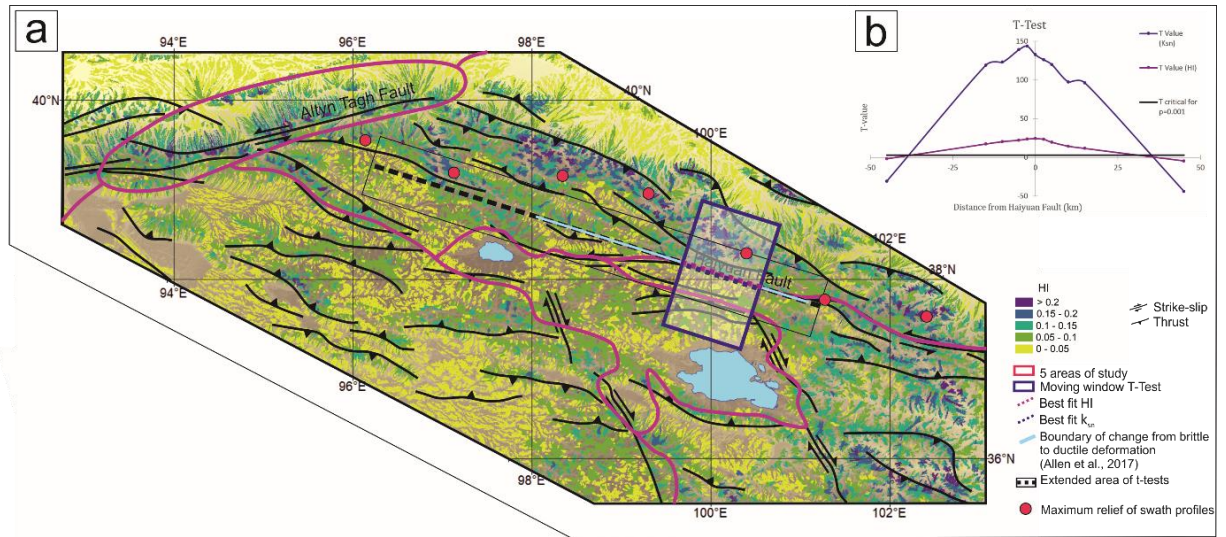 a
94°E
96°E
98°E
40°N
40°N
Altyn Tagh Fault
100°E
102°E
38°N
Fault
94°E
96°E
98°E
100°E
102°E
36°N
b
T-Test
150
100
50
0
-50
-50
-25
0
25
50
T-value
Distance from Haiyuan Fault (km)
T Value
(Ksn)
T Value (HI)
T critical for
p=0.001
HI
> 0.2
0.15 - 0.2
0.1 - 0.15
0.05 - 0.1
0 - 0.05
Strike-slip
Thrust
5 areas of study
Moving window T-Test
Best fit HI
Best fit ksn
Boundary of change from brittle
to ductile deformation
(Allen et al., 2017)
Extended area of t-tests
Maximum relief of swath profiles